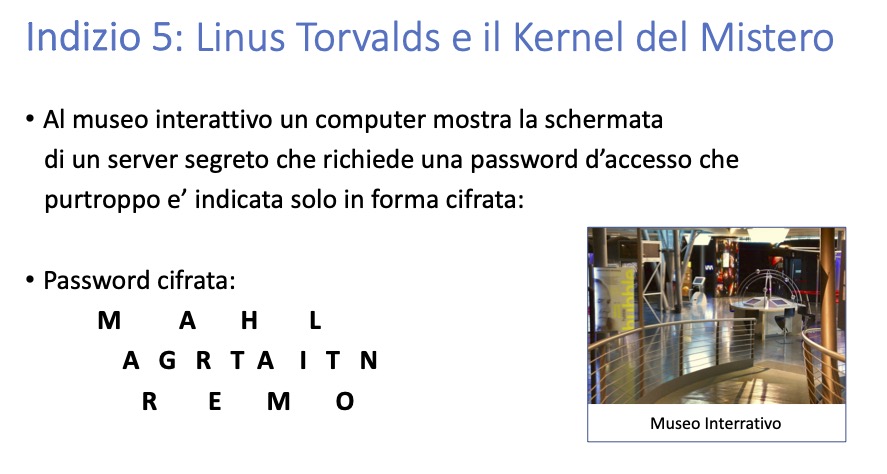 Indizio 5: Linus Torvalds e il Kernel del Mistero
• Al museo interattivo un computer mostra la schermata
di un server segreto che richiede una password d’accesso che
purtroppo e’ indicata solo in forma cifrata:
• Password cifrata:
M A H L
A G R T A I T N
R E M O
Museo Interrativo